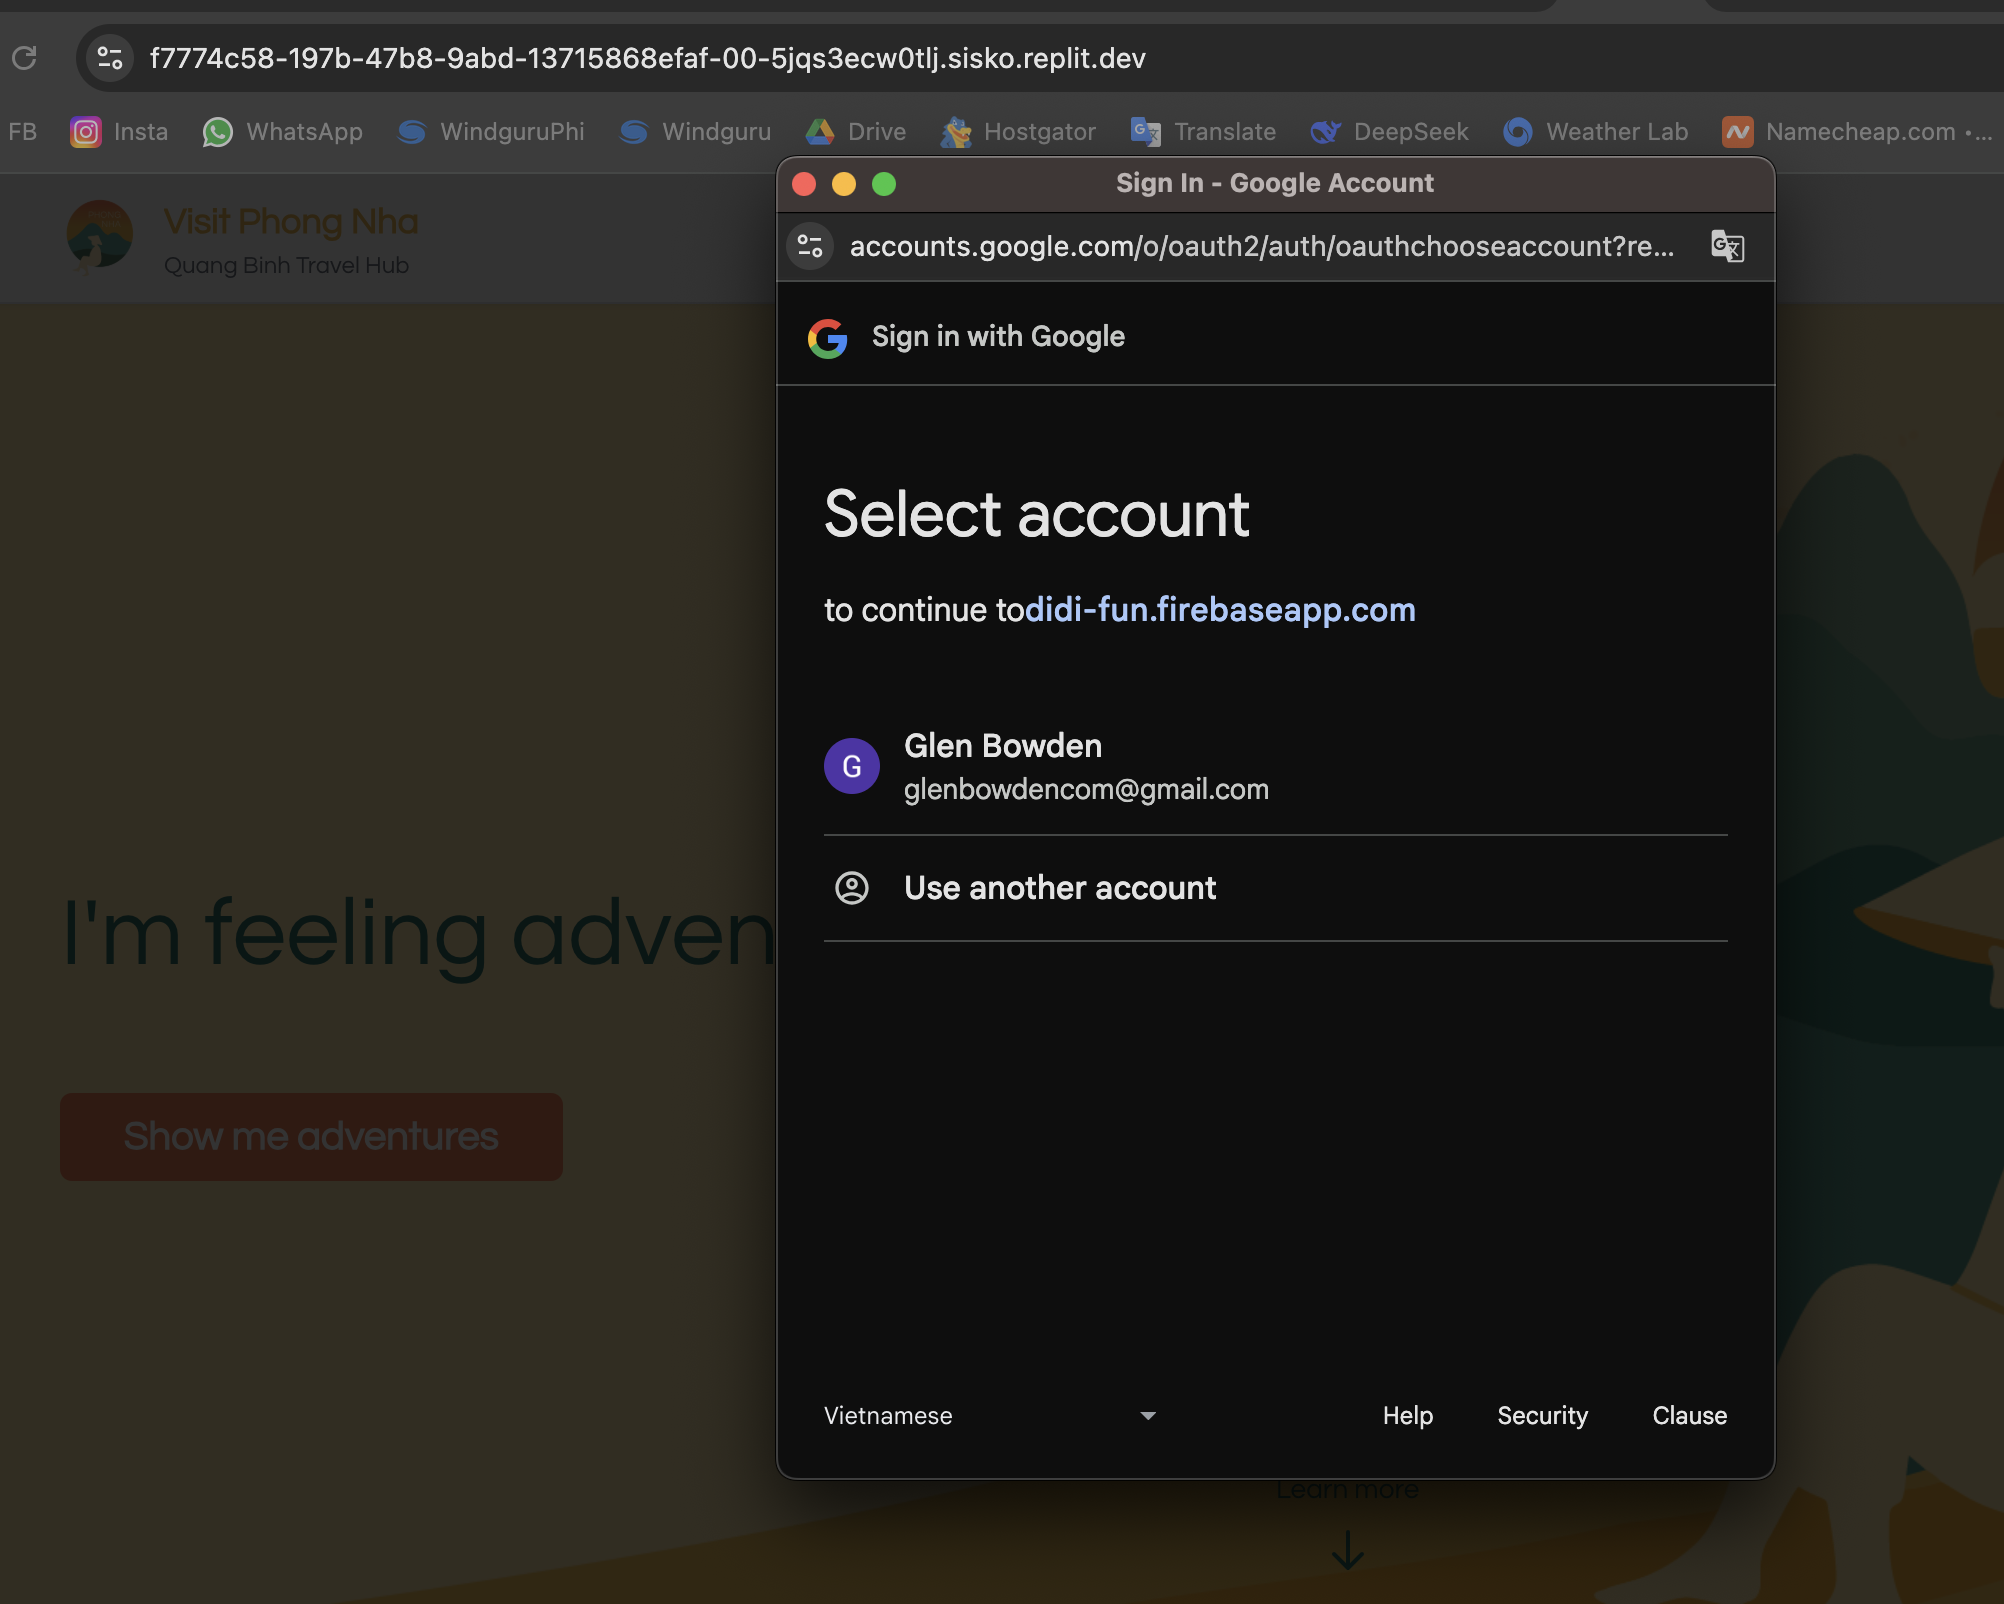 f7774c58-197b-47b8-9abd-13715868efaf-00-5jqs3ecw0tlj.sisko.replit.dev
FB Insta WhatsApp WindguruPhi Windguru Drive Hostgator Translate DeepSeek Weather Lab Namecheap.com •...
Sign In - Google Account
Visit Phong Nha
Quang Binh Travel Hub
accounts.google.com/o/oauth2/auth/oauthchooseaccount?re...
Sign in with Google
Select account
to continue todidi-fun.firebaseapp.com
G
Glen Bowden
glenbowdencom@gmail.com
Use another account
I'm feeling adven
Show me adventures
Vietnamese Help Security Clause
Learn more